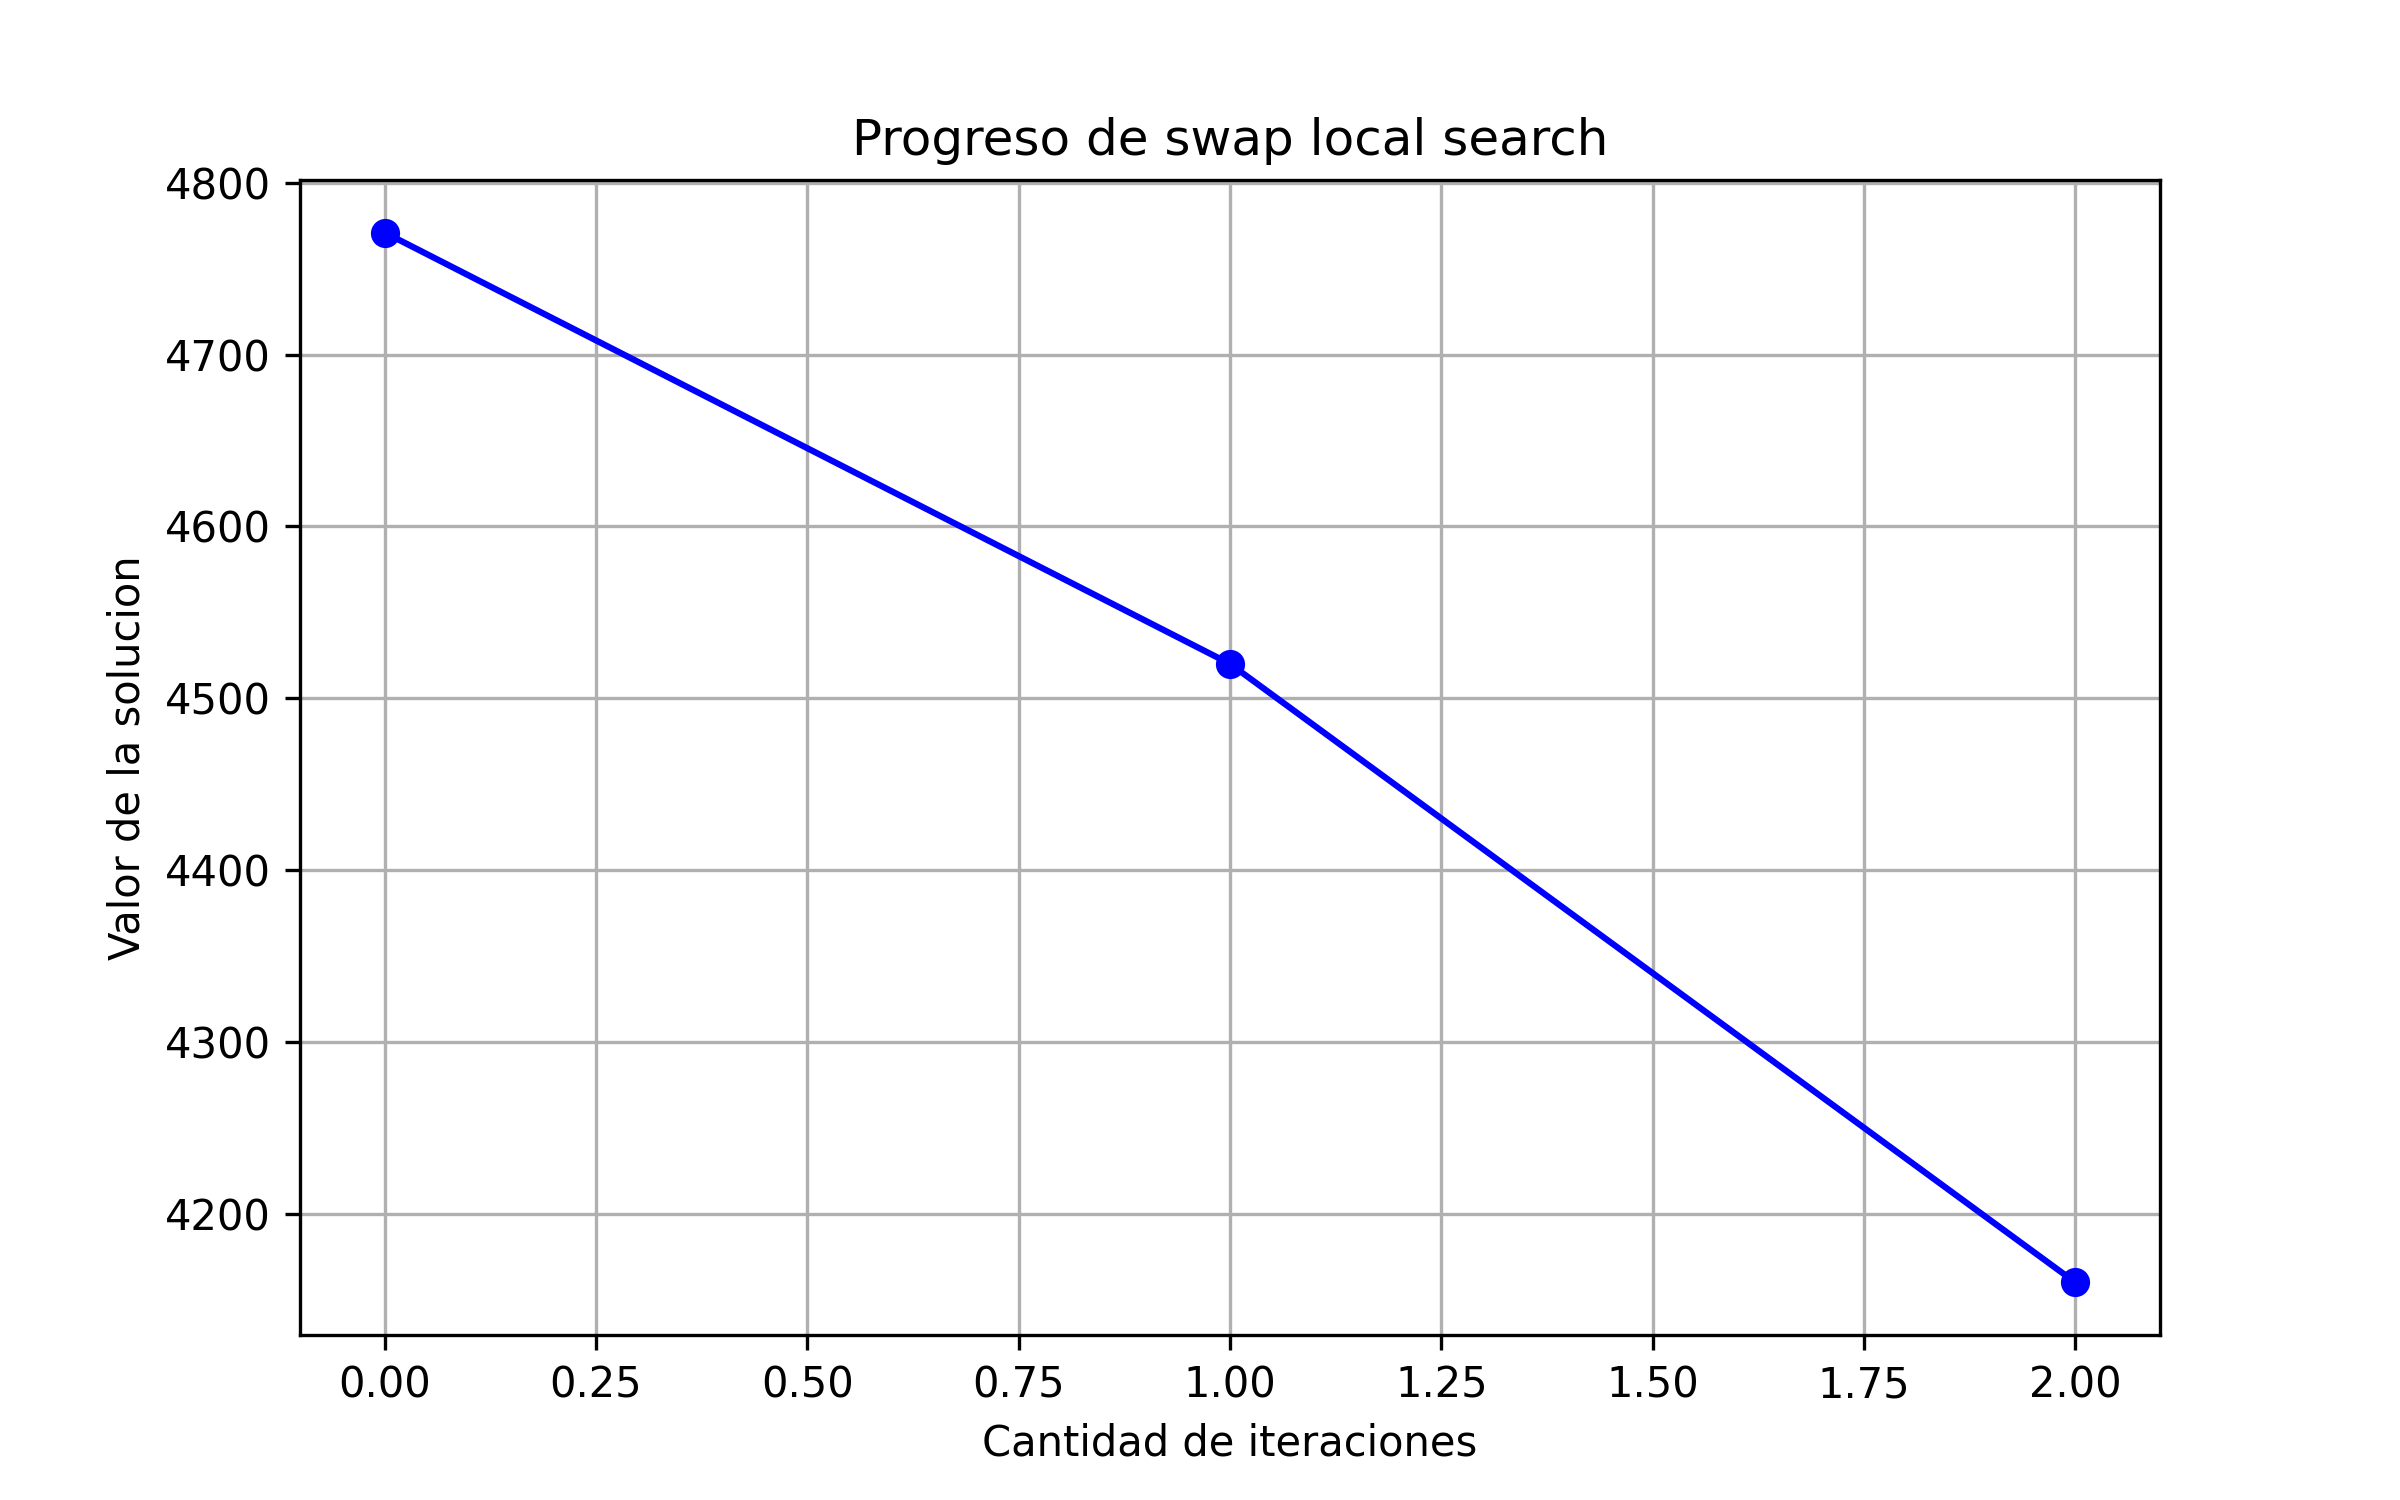 Progreso de swap local search
Valor de la solucion
4800
4700
4600
4500
4400
4300
4200
0.00 0.25 0.50 0.75 1.00 1.25 1.50 1.75 2.00
Cantidad de iteraciones